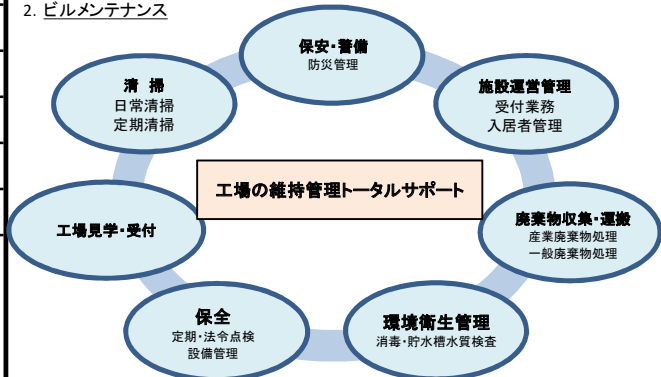 2. ビルメンテナンス
保安・警備
防災管理
清 掃
日常清掃
定期清掃
施設運営管理
受付業務
入居者管理
工場の維持管理トータルサポート
工場見学・受付
廃棄物収集・運搬
産業廃棄物処理
一般廃棄物処理
保全
定期・法令点検
設備管理
環境衛生管理
消毒・貯水槽水質検査